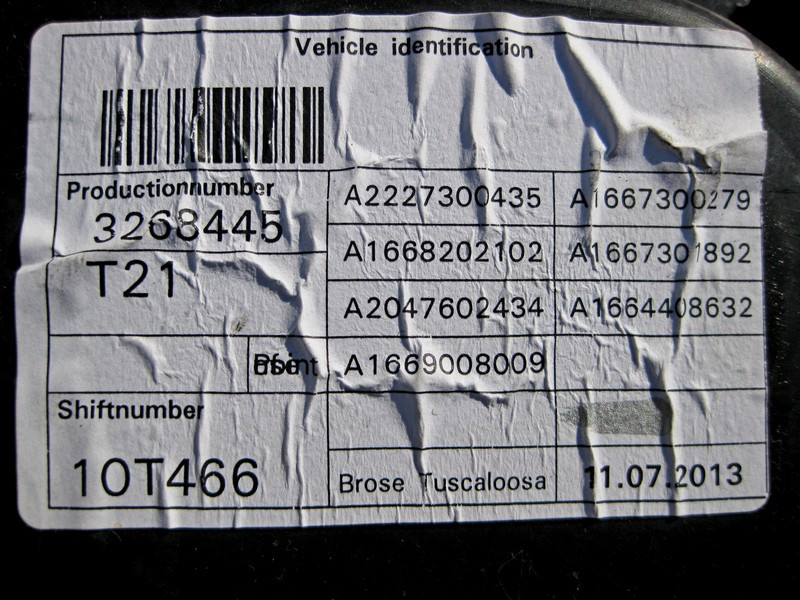 Vehicle identification
Productionnumber
3268445
T21
A2227300435 A1667300279
A1668202102 A1667301892
A2047602434 A1664408632
A1669008009
Shiftnumber
10T466
Brose Tuscaloosa 11.07.2013